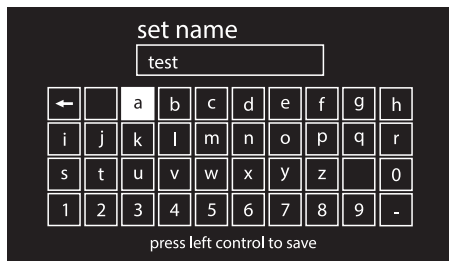 set name
test
← a b c d e f g h
i j k l m n o p q r
s t u v w x y z 0
1 2 3 4 5 6 7 8 9 -
press left control to save